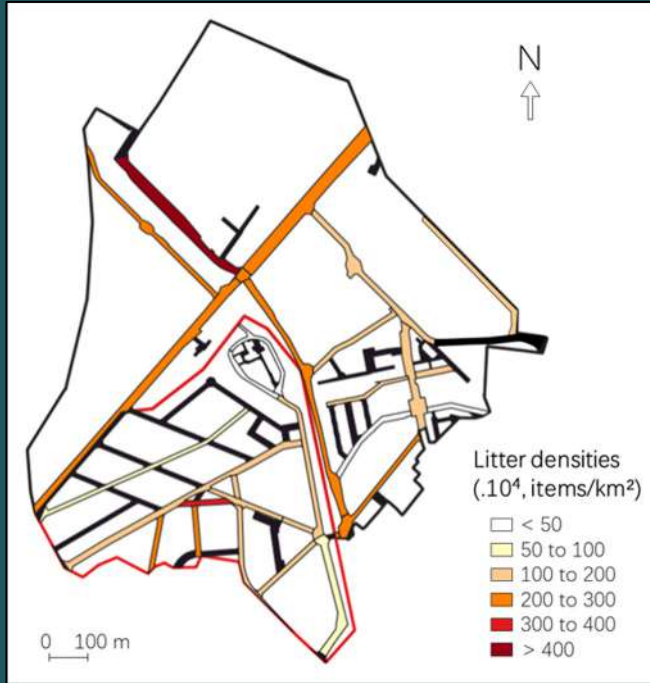 N
Litter densities
(.10⁴, items/km²)
< 50
50 to 100
100 to 200
200 to 300
300 to 400
> 400
0 100 m